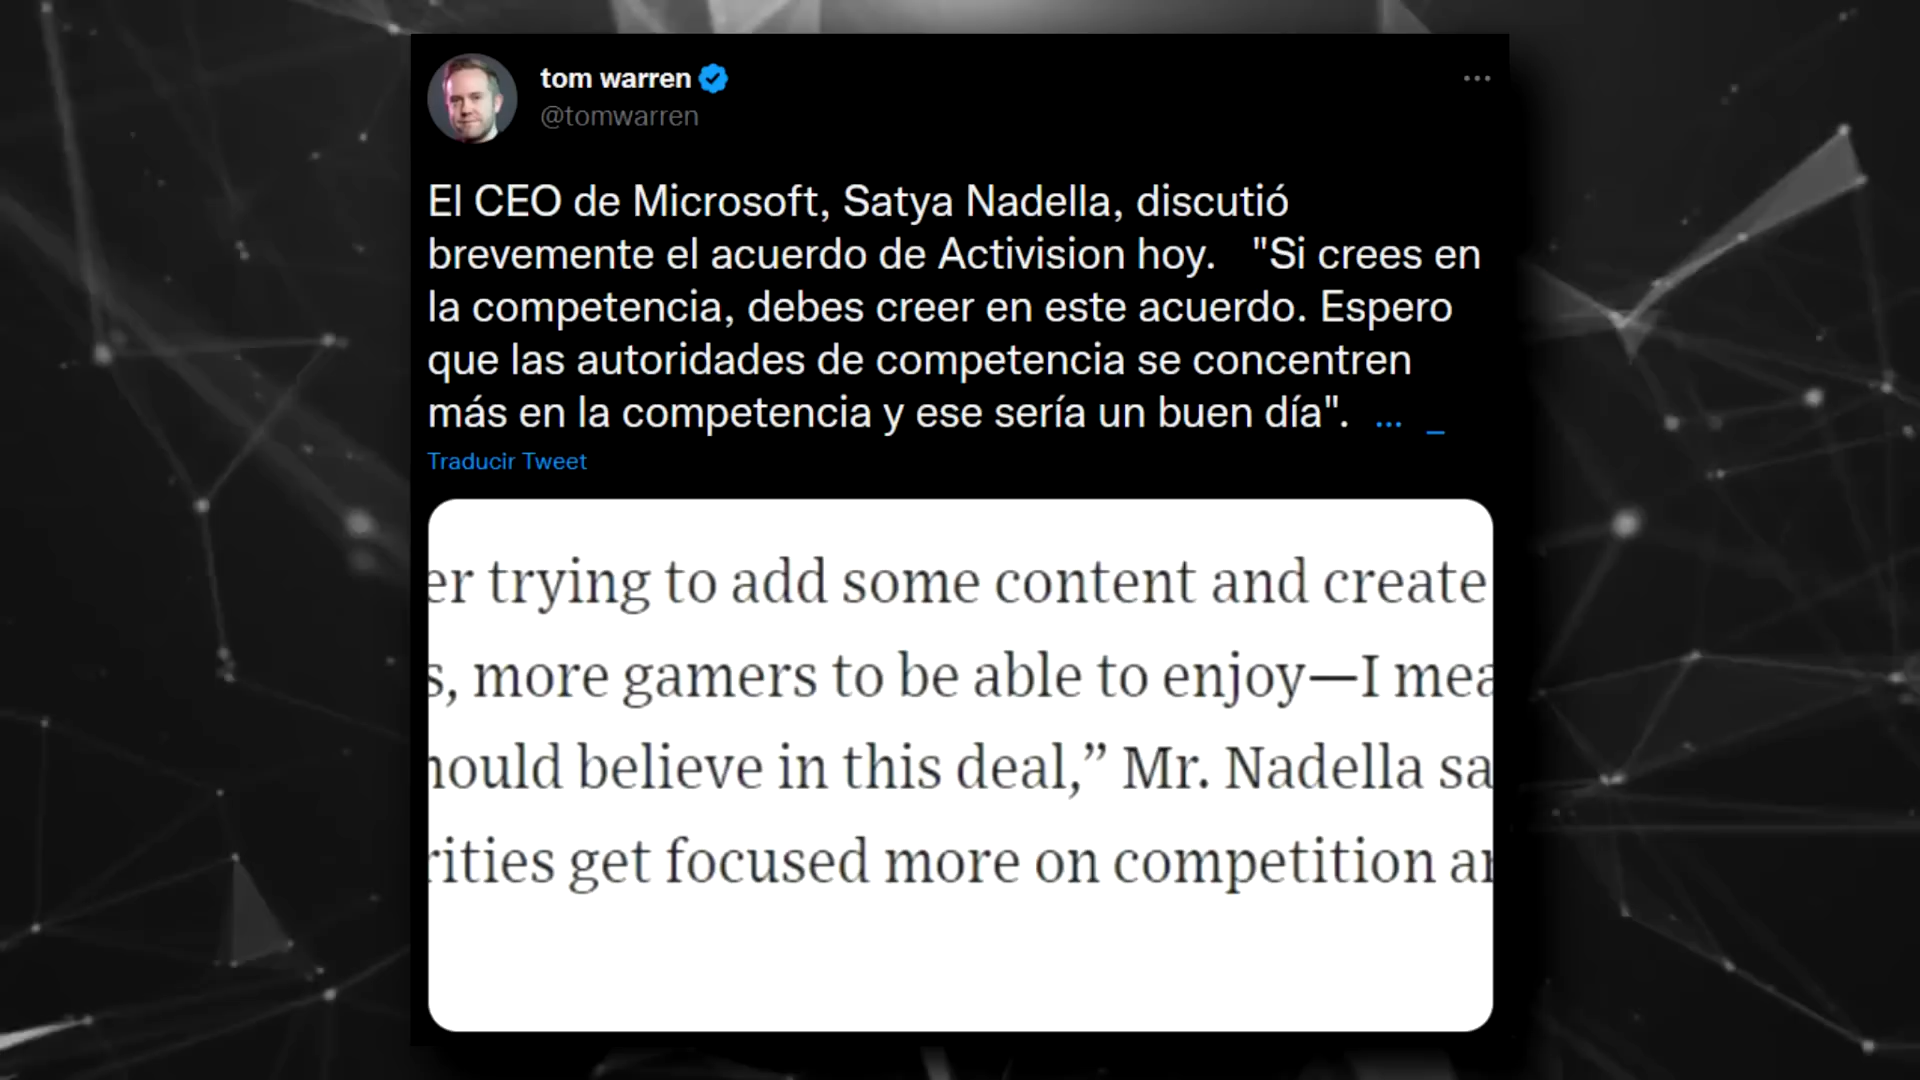 tom warren
@tomwarren
El CEO de Microsoft, Satya Nadella, discutió
brevemente el acuerdo de Activision hoy. "Si crees en
la competencia, debes creer en este acuerdo. Espero
que las autoridades de competencia se concentren
más en la competencia y ese sería un buen día". ... _
Traducir Tweet
er trying to add some content and create
s, more gamers to be able to enjoy—I mea
hould believe in this deal,” Mr. Nadella sa
rities get focused more on competition an